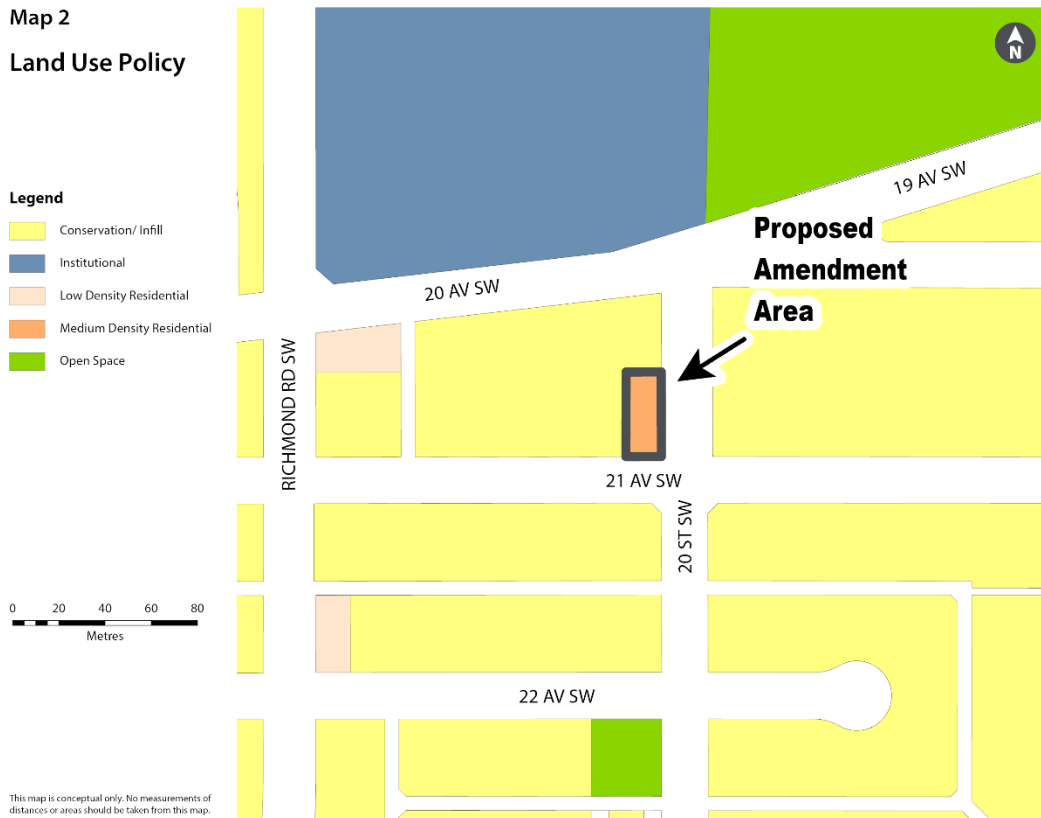 Map 2
Land Use Policy
N
19 AV SW
Legend
Conservation/ Infill
Institutional
Low Density Residential
Medium Density Residential
Open Space
Proposed
Amendment
Area
20 AV SW
RICHMOND RD SW
21 AV SW
20 ST SW
0 20 40 60 80
Metres
22 AV SW
This map is conceptual only. No measurements of
distances or areas should be taken from this map.